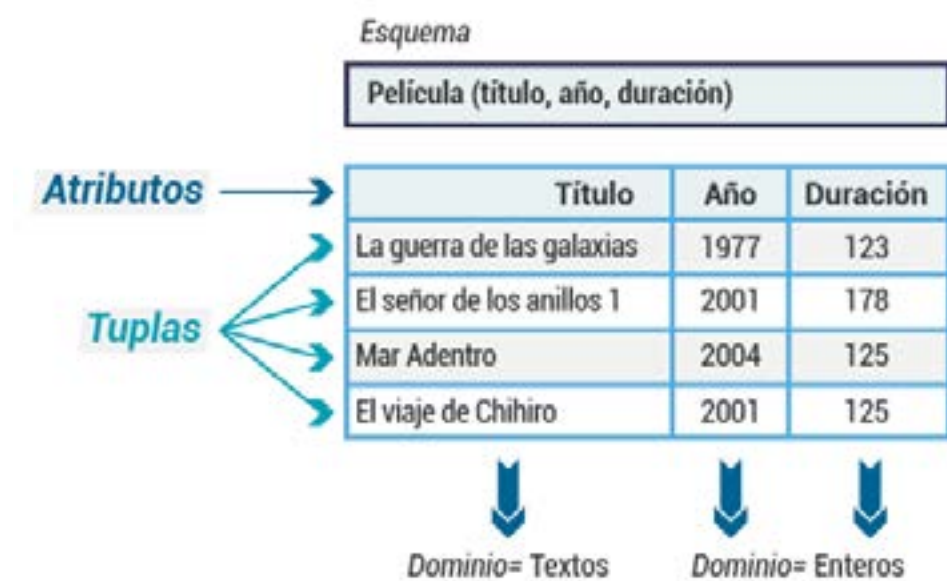 Esquema
Película (título, año, duración)
Atributos
Título Año Duración
La guerra de las galaxias 1977 123
El señor de los anillos 1 2001 178
Tuplas
Mar Adentro 2004 125
El viaje de Chihiro 2001 125
Dominio= Textos Dominio= Enteros